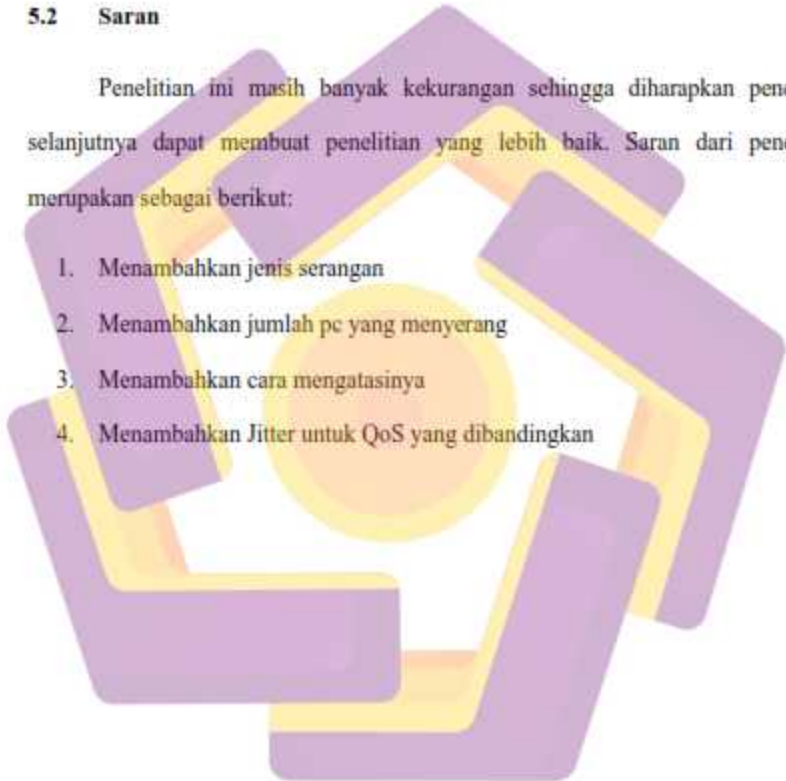 5.2 Saran
Penelitian ini masih banyak kekurangan sehingga diharapkan
selanjutnya dapat membuat penelitian yang lebih baik. Saran dari
merupakan sebagai berikut:
1. Menambahkan jenis serangan
2. Menambahkan jumlah pc yang menyerang
3. Menambahkan cara mengatasinya
4. Menambahkan Jitter untuk QoS yang dibandingkan